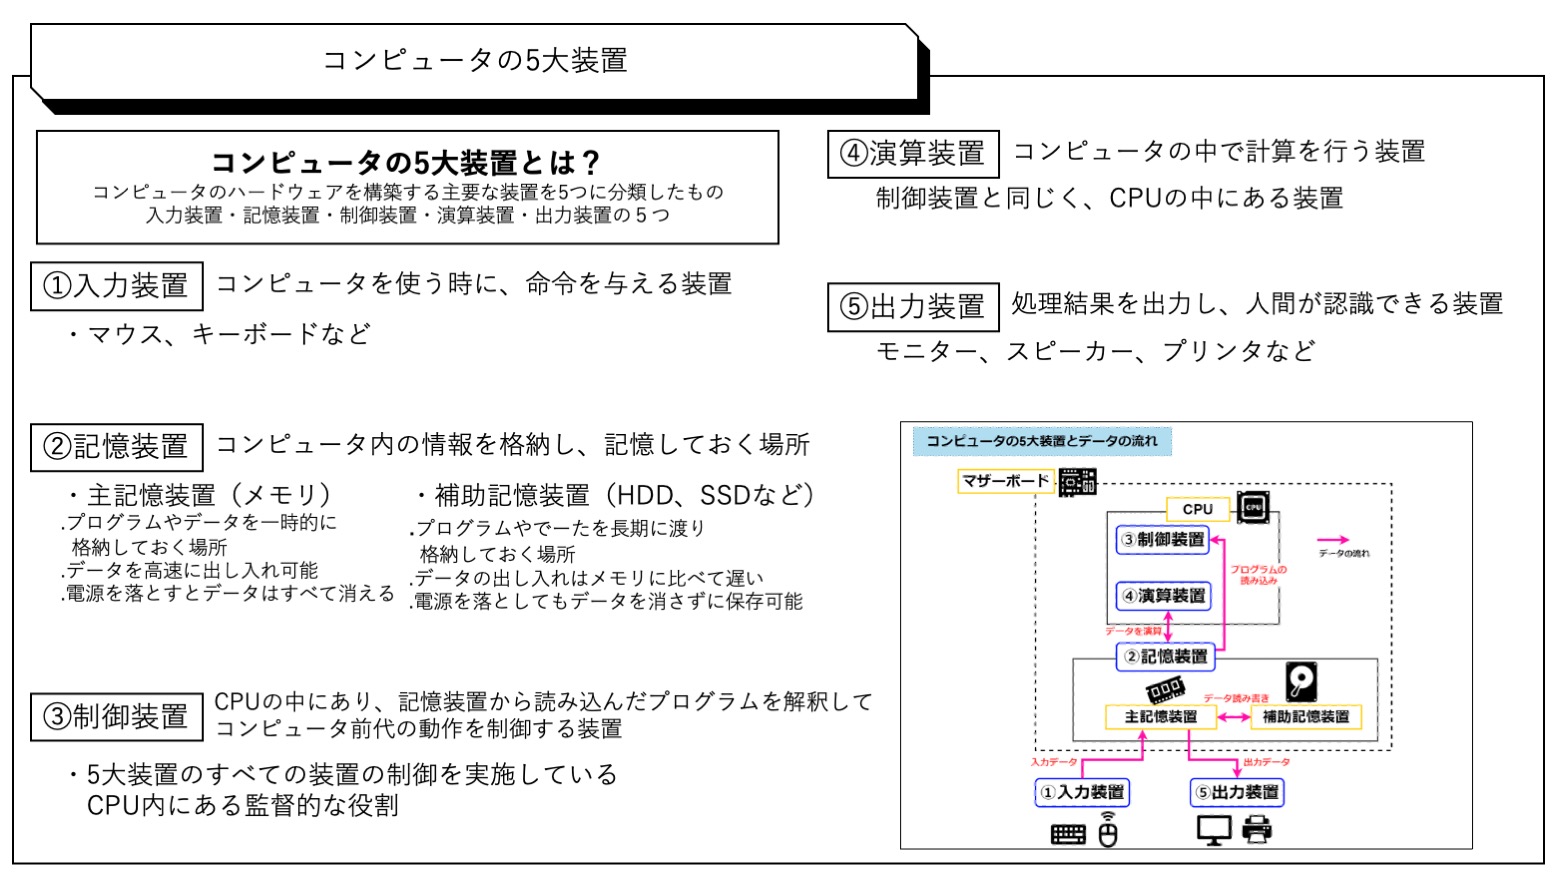 コンピュータの5大装置
コンピュータの5大装置とは？
コンピュータのハードウェアを構築する主要な装置を5つに分類したもの
入力装置・記憶装置・制御装置・演算装置・出力装置の５つ
①入力装置 コンピュータを使う時に、命令を与える装置
・マウス、キーボードなど
②記憶装置 コンピュータ内の情報を格納し、記憶しておく場所
・主記憶装置（メモリ）
.プログラムやデータを一時的に
格納しておく場所
.データを高速に出し入れ可能
.電源を落とすとデータはすべて消える
・補助記憶装置（HDD、SSDなど）
.プログラムやでーたを長期に渡り
格納しておく場所
.データの出し入れはメモリに比べて遅い
.電源を落としてもデータを消さずに保存可能
③制御装置 CPUの中にあり、記憶装置から読み込んだプログラムを解釈して
コンピュータ前代の動作を制御する装置
・5大装置のすべての装置の制御を実施している
CPU内にある監督的な役割
④演算装置 コンピュータの中で計算を行う装置
制御装置と同じく、CPUの中にある装置
⑤出力装置 処理結果を出力し、人間が認識できる装置
モニター、スピーカー、プリンタなど
コンピュータの5大装置とデータの流れ
マザーボード
CPU
CPU
③制御装置
データの流れ
プログラムの
読み込み
④演算装置
データを演算
②記憶装置
データ読み書き
主記憶装置
補助記憶装置
入力データ
出力データ
①入力装置
⑤出力装置